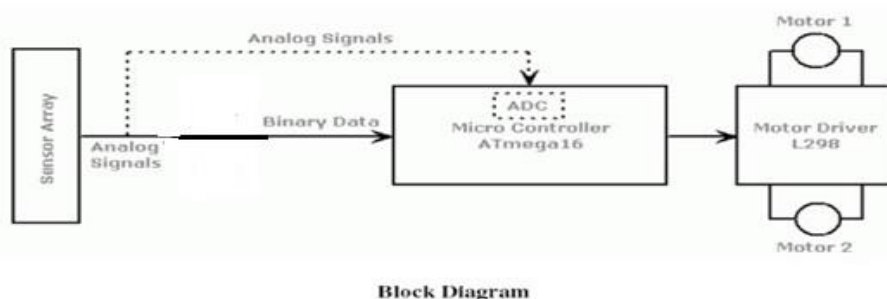 Motor 1
Analog Signals
Sensor Array
ADC
Binary Data
Micro Controller
ATmega16
Motor Driver
L298
Analog
Signals
Motor 2
Block Diagram